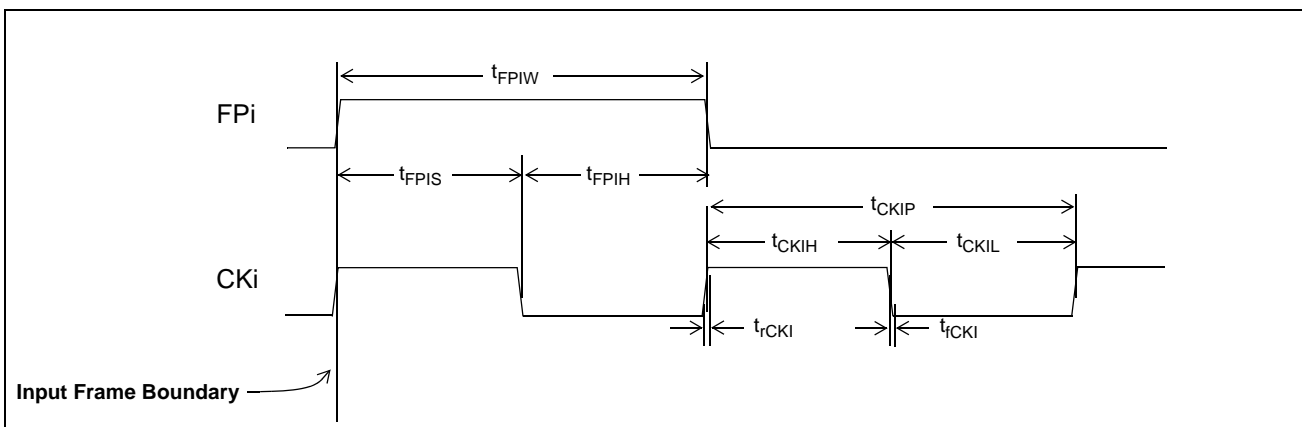 tFPIW
FPi
tFPIS
tFPIH
tCKIP
tCKIH
tCKIL
CKi
trCKI
tfCKI
Input Frame Boundary